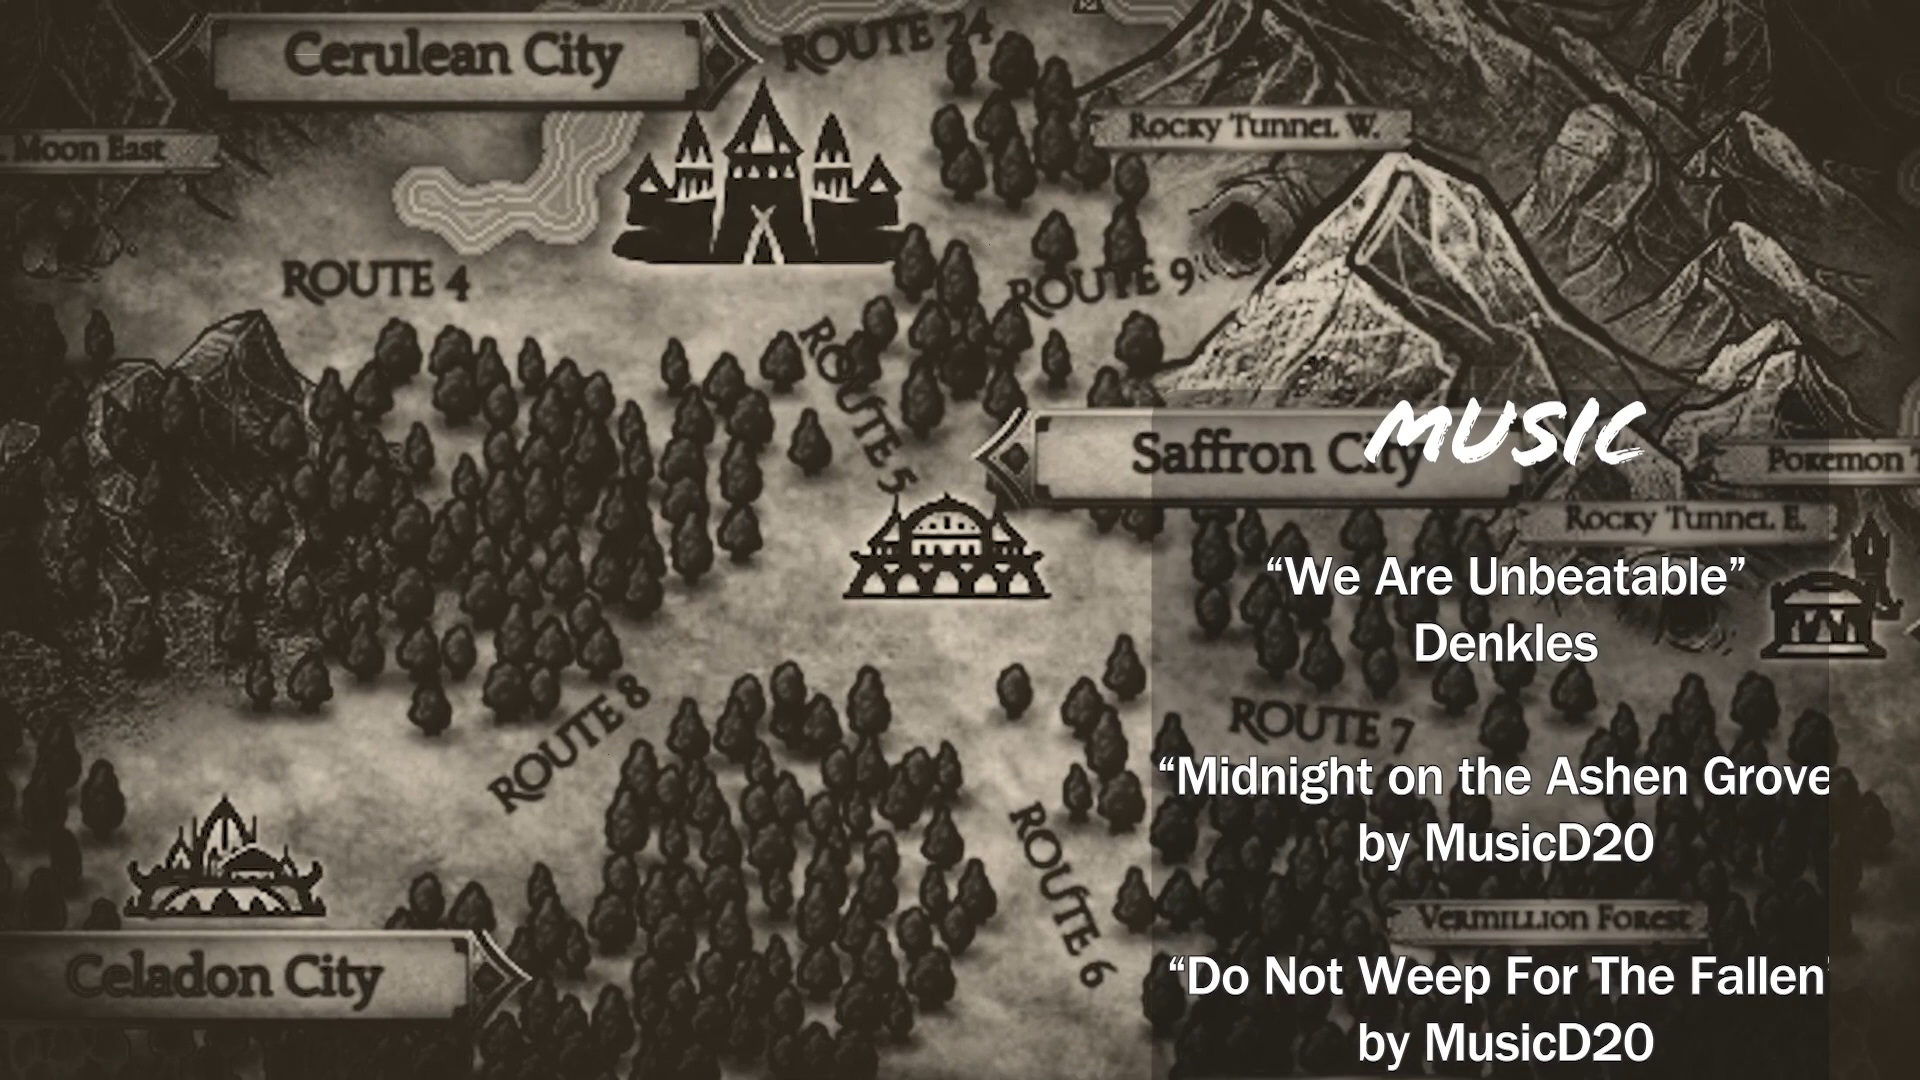 Cerulean City
ROUTE 24
Rocky Tunnel W.
Moon East
ROUTE 4
ROUTE 9
ROUTE 5
MUSIC
Saffron City
Rocky Tunnel E.
“We Are Unbeatable”
Denkles
ROUTE 8
ROUTE 7
“Midnight on the Ashen Grove
by MusicD20
ROUTE 6
Vermillion Forest
Celadon City
“Do Not Weep For The Fallen”
by MusicD20